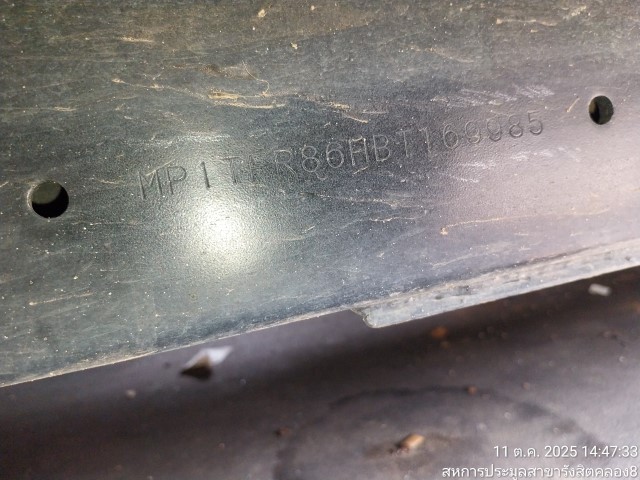 MP1TFR86HBT169085
11 ต.ค. 2025 14:47:33
สหการประมูลสาขารังสิตคลอง8